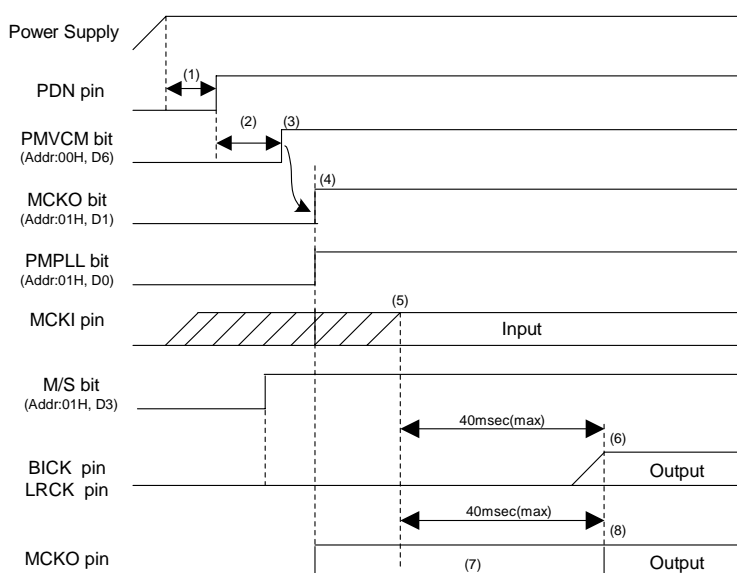 Power Supply
(1)
PDN pin
(2)
(3)
PMVCM bit
(Addr:00H, D6)
(4)
MCKO bit
(Addr:01H, D1)
PMPLL bit
(Addr:01H, D0)
(5)
MCKI pin
Input
M/S bit
(Addr:01H, D3)
40msec(max)
(6)
BICK pin
Output
LRCK pin
40msec(max)
(8)
MCKO pin
(7)
Output